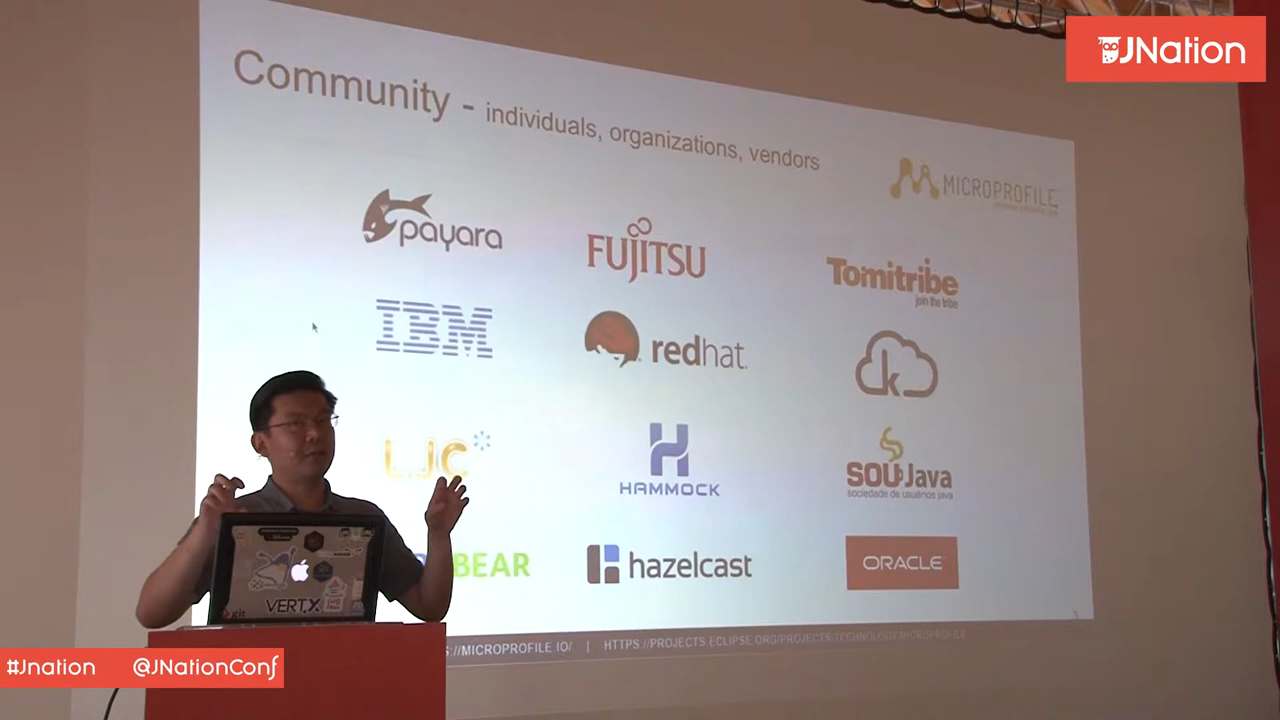 JNation
Community - individuals, organizations, vendors
MICROPROFILE
payara
FUJITSU
Tomitribe
join the tribe
IBM
redhat.
k
LJC
H
HAMMOCK
SOUJava
sociedade de usuários java
BEAR
hazelcast
ORACLE
VERT.X
git
://MICROPROFILE.IO/ | HTTPS://PROJECTS.ECLIPSE.ORG/PROJECTS/TECHNOLOGY.MICROPROFILE
#Jnation @JNationConf